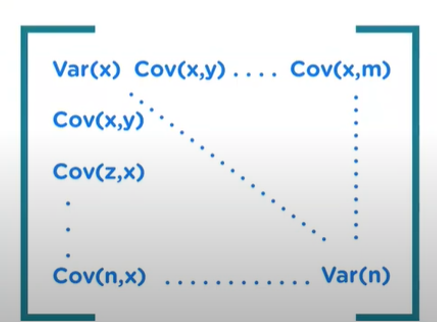 Var(x) Cov(x,y) .... Cov(x,m)
Cov(x,y)
Cov(z,x)
Cov(n,x) ............ Var(n)